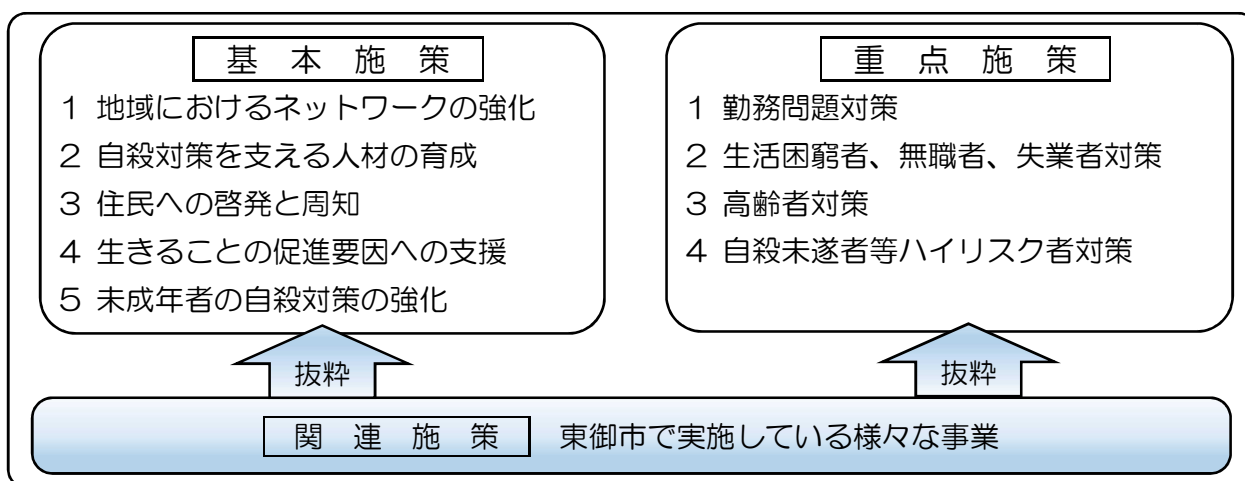 基本施策
1 地域におけるネットワークの強化
2 自殺対策を支える人材の育成
3 住民への啓発と周知
4 生きることの促進要因への支援
5 未成年者の自殺対策の強化
重点施策
1 勤務問題対策
2 生活困窮者、無職者、失業者対策
3 高齢者対策
4 自殺未遂者等ハイリスク者対策
抜粋
抜粋
関連施策 東御市で実施している様々な事業